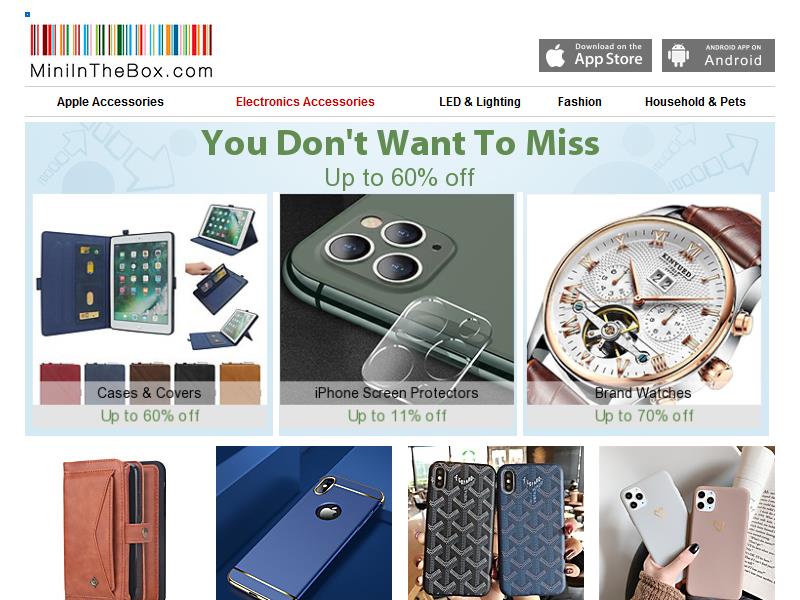 MiniInTheBox.com
Download on the
App Store
ANDROID APP ON
Android
Apple Accessories
Electronics Accessories
LED & Lighting
Fashion
Household & Pets
You Don't Want To Miss
Up to 60% off
Cases & Covers
Up to 60% off
iPhone Screen Protectors
Up to 11% off
KINYUED
Brand Watches
Up to 70% off